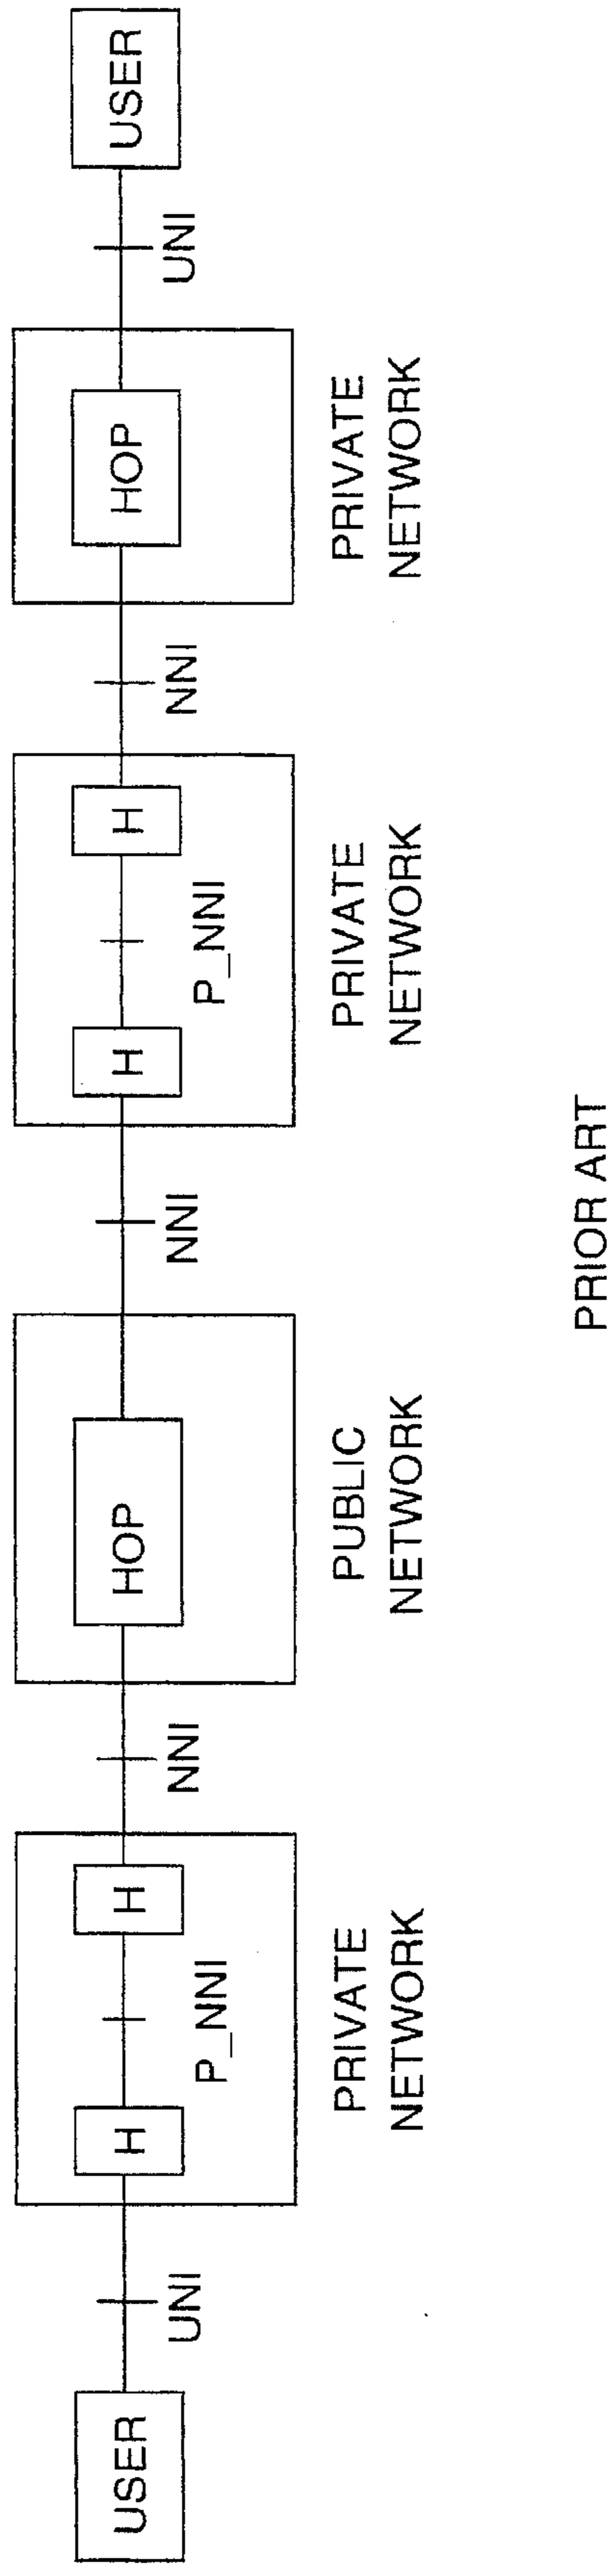 USER
UNI
H
P_NNI
H
PRIVATE
NETWORK
NNI
HOP
PUBLIC
NETWORK
NNI
H
P_NNI
H
PRIVATE
NETWORK
NNI
HOP
PRIVATE
NETWORK
UNI
USER
PRIOR ART